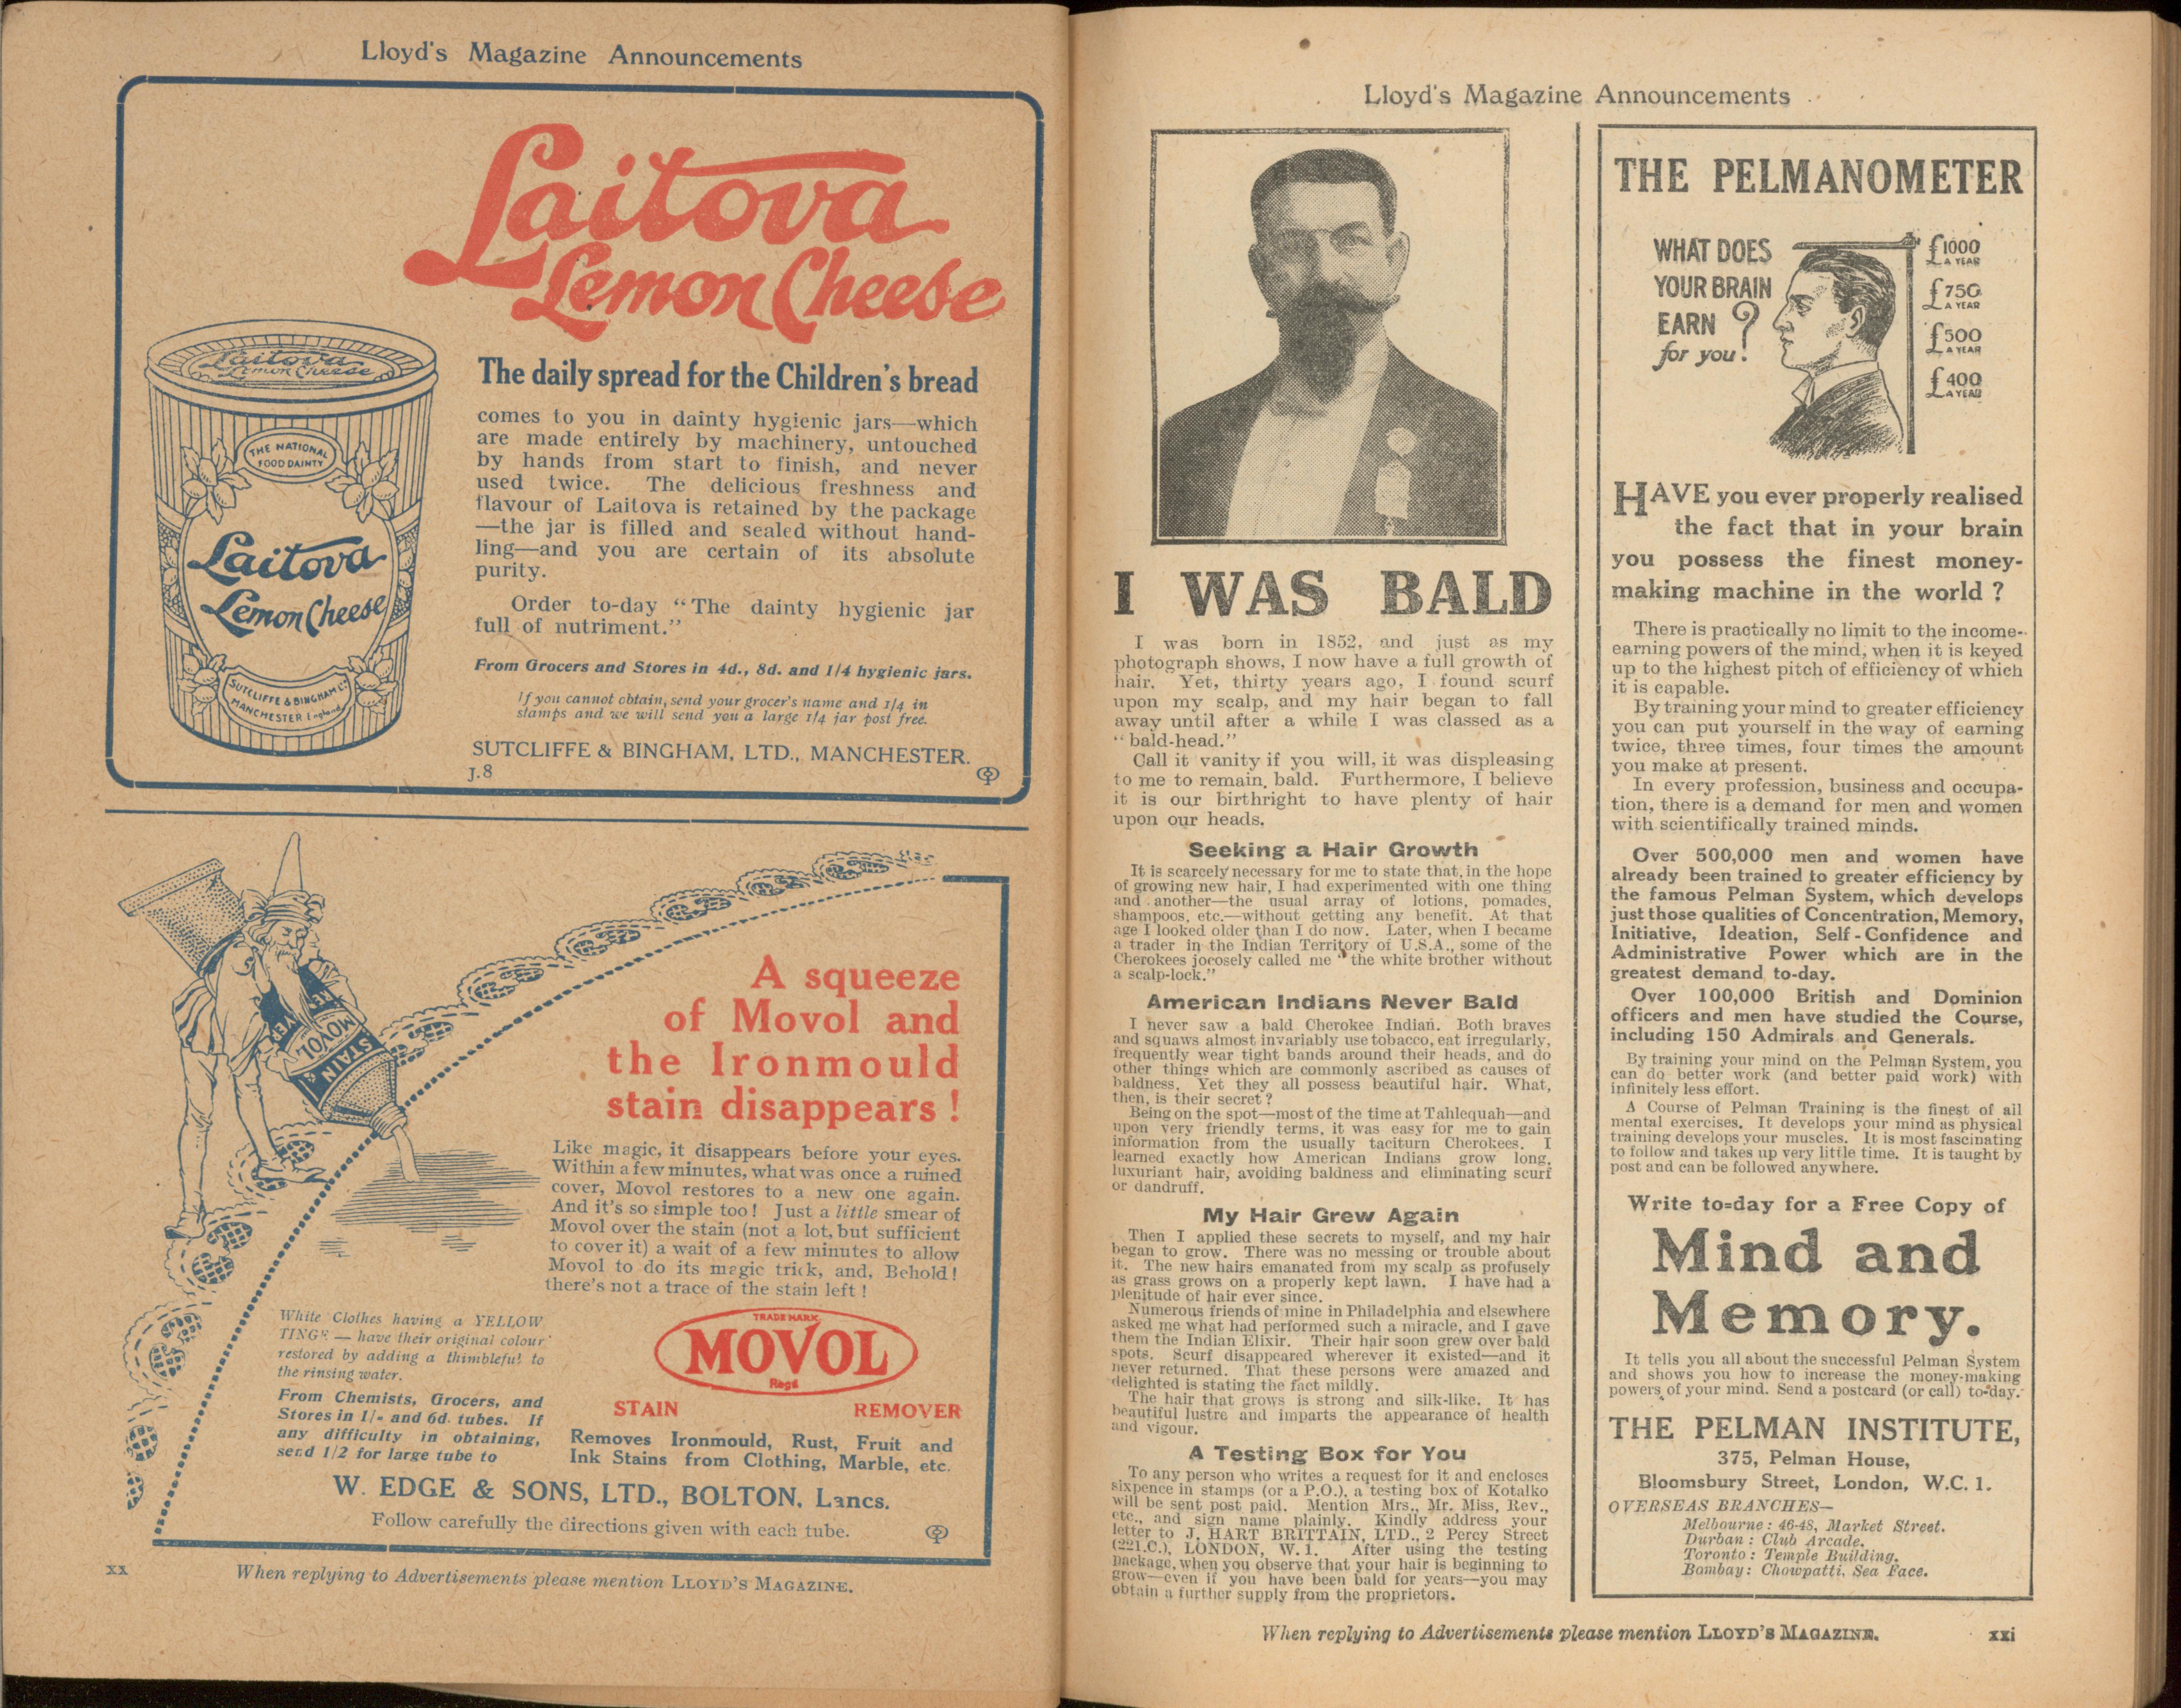 Lloyd's Magazine Announcements
Laitova
Lemon Cheese
Laitova
Lemon Cheese
THE NATIONAL
FOOD DAINTY
Laitova
Lemon Cheese
SUTCLIFFE & BINGHAM LTD
MANCHESTER England
The daily spread for the Children's bread
comes to you in dainty hygienic jars—which
are made entirely by machinery, untouched
by hands from start to finish, and never
used twice. The delicious freshness and
flavour of Laitova is retained by the package
—the jar is filled and sealed without hand-
ling—and you are certain of its absolute
purity.
Order to-day "The dainty hygienic jar
full of nutriment."
From Grocers and Stores in 4d., 8d. and 1/4 hygienic jars.
If you cannot obtain, send your grocer's name and 1/4 in
stamps and we will send you a large 1/4 jar post free.
SUTCLIFFE & BINGHAM, LTD., MANCHESTER.
J.8
MOVOL
STAIN
A squeeze
of Movol and
the Ironmould
stain disappears!
Like magic, it disappears before your eyes.
Within a few minutes, what was once a ruined
cover, Movol restores to a new one again.
And it's so simple too! Just a little smear of
Movol over the stain (not a lot, but sufficient
to cover it) a wait of a few minutes to allow
Movol to do its magic trick, and, Behold!
there's not a trace of the stain left!
White Clothes having a YELLOW
TINGE — have their original colour
restored by adding a thimbleful to
the rinsing water.
From Chemists, Grocers, and
Stores in 1/- and 6d. tubes. If
any difficulty in obtaining,
send 1/2 for large tube to
TRADE MARK
MOVOL
Regd
STAIN REMOVER
Removes Ironmould, Rust, Fruit and
Ink Stains from Clothing, Marble, etc.
W. EDGE & SONS, LTD., BOLTON, Lancs.
Follow carefully the directions given with each tube.
xx
When replying to Advertisements please mention LLOYD'S MAGAZINE.
Lloyd's Magazine Announcements
I WAS BALD
I was born in 1852, and just as my
photograph shows, I now have a full growth of
hair. Yet, thirty years ago, I found scurf
upon my scalp, and my hair began to fall
away until after a while I was classed as a
"bald-head."
Call it vanity if you will, it was displeasing
to me to remain bald. Furthermore, I believe
it is our birthright to have plenty of hair
upon our heads.
Seeking a Hair Growth
It is scarcely necessary for me to state that, in the hope
of growing new hair, I had experimented with one thing
and another—the usual array of lotions, pomades,
shampoos, etc.—without getting any benefit. At that
age I looked older than I do now. Later, when I became
a trader in the Indian Territory of U.S.A., some of the
Cherokees jocosely called me "the white brother without
a scalp-lock."
American Indians Never Bald
I never saw a bald Cherokee Indian. Both braves
and squaws almost invariably use tobacco, eat irregularly,
frequently wear tight bands around their heads, and do
other things which are commonly ascribed as causes of
baldness. Yet they all possess beautiful hair. What,
then, is their secret?
Being on the spot—most of the time at Tahlequah—and
upon very friendly terms, it was easy for me to gain
information from the usually taciturn Cherokees. I
learned exactly how American Indians grow long,
luxuriant hair, avoiding baldness and eliminating scurf
or dandruff.
My Hair Grew Again
Then I applied these secrets to myself, and my hair
began to grow. There was no messing or trouble about
it. The new hairs emanated from my scalp as profusely
as grass grows on a properly kept lawn. I have had a
plenitude of hair ever since.
Numerous friends of mine in Philadelphia and elsewhere
asked me what had performed such a miracle, and I gave
them the Indian Elixir. Their hair soon grew over bald
spots. Scurf disappeared wherever it existed—and it
never returned. That these persons were amazed and
delighted is stating the fact mildly.
The hair that grows is strong and silk-like. It has
beautiful lustre and imparts the appearance of health
and vigour.
A Testing Box for You
To any person who writes a request for it and encloses
sixpence in stamps (or a P.O.), a testing box of Kotalko
will be sent post paid. Mention Mrs., Mr. Miss, Rev.,
etc., and sign name plainly. Kindly address your
letter to J. HART BRITTAIN, LTD., 2 Percy Street
(221.C.), LONDON, W. 1. After using the testing
package, when you observe that your hair is beginning to
grow—even if you have been bald for years—you may
obtain a further supply from the proprietors.
THE PELMANOMETER
WHAT DOES
YOUR BRAIN
EARN
for you?
£1000
A YEAR
£750
A YEAR
£500
A YEAR
£400
A YEAR
HAVE you ever properly realised
the fact that in your brain
you possess the finest money-
making machine in the world?
There is practically no limit to the income-
earning powers of the mind, when it is keyed
up to the highest pitch of efficiency of which
it is capable.
By training your mind to greater efficiency
you can put yourself in the way of earning
twice, three times, four times the amount
you make at present.
In every profession, business and occupa-
tion, there is a demand for men and women
with scientifically trained minds.
Over 500,000 men and women have
already been trained to greater efficiency by
the famous Pelman System, which develops
just those qualities of Concentration, Memory,
Initiative, Ideation, Self-Confidence and
Administrative Power which are in the
greatest demand to-day.
Over 100,000 British and Dominion
officers and men have studied the Course,
including 150 Admirals and Generals.
By training your mind on the Pelman System, you
can do better work (and better paid work) with
infinitely less effort.
A Course of Pelman Training is the finest of all
mental exercises. It develops your mind as physical
training develops your muscles. It is most fascinating
to follow and takes up very little time. It is taught by
post and can be followed anywhere.
Write to-day for a Free Copy of
Mind and
Memory.
It tells you all about the successful Pelman System
and shows you how to increase the money-making
powers of your mind. Send a postcard (or call) to-day.
THE PELMAN INSTITUTE,
375, Pelman House,
Bloomsbury Street, London, W.C. 1.
OVERSEAS BRANCHES—
Melbourne: 46-48, Market Street.
Durban: Club Arcade.
Toronto: Temple Building.
Bombay: Chowpatti, Sea Face.
When replying to Advertisements please mention LLOYD'S MAGAZINE.
xxi